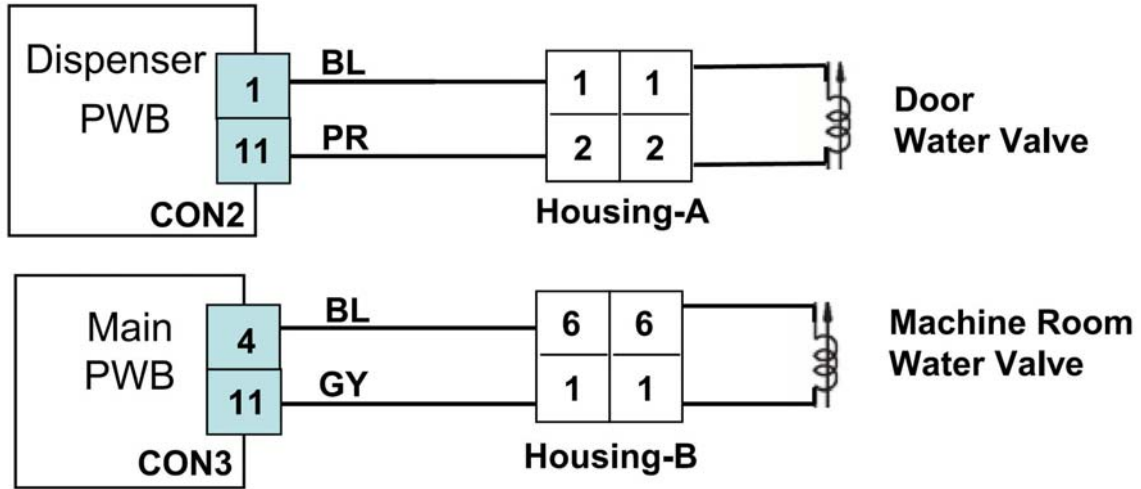 Dispenser
PWB
1
11
CON2
BL
PR
1 1
2 2
Housing-A
Door
Water Valve
Main
PWB
4
11
CON3
BL
GY
6 6
1 1
Housing-B
Machine Room
Water Valve